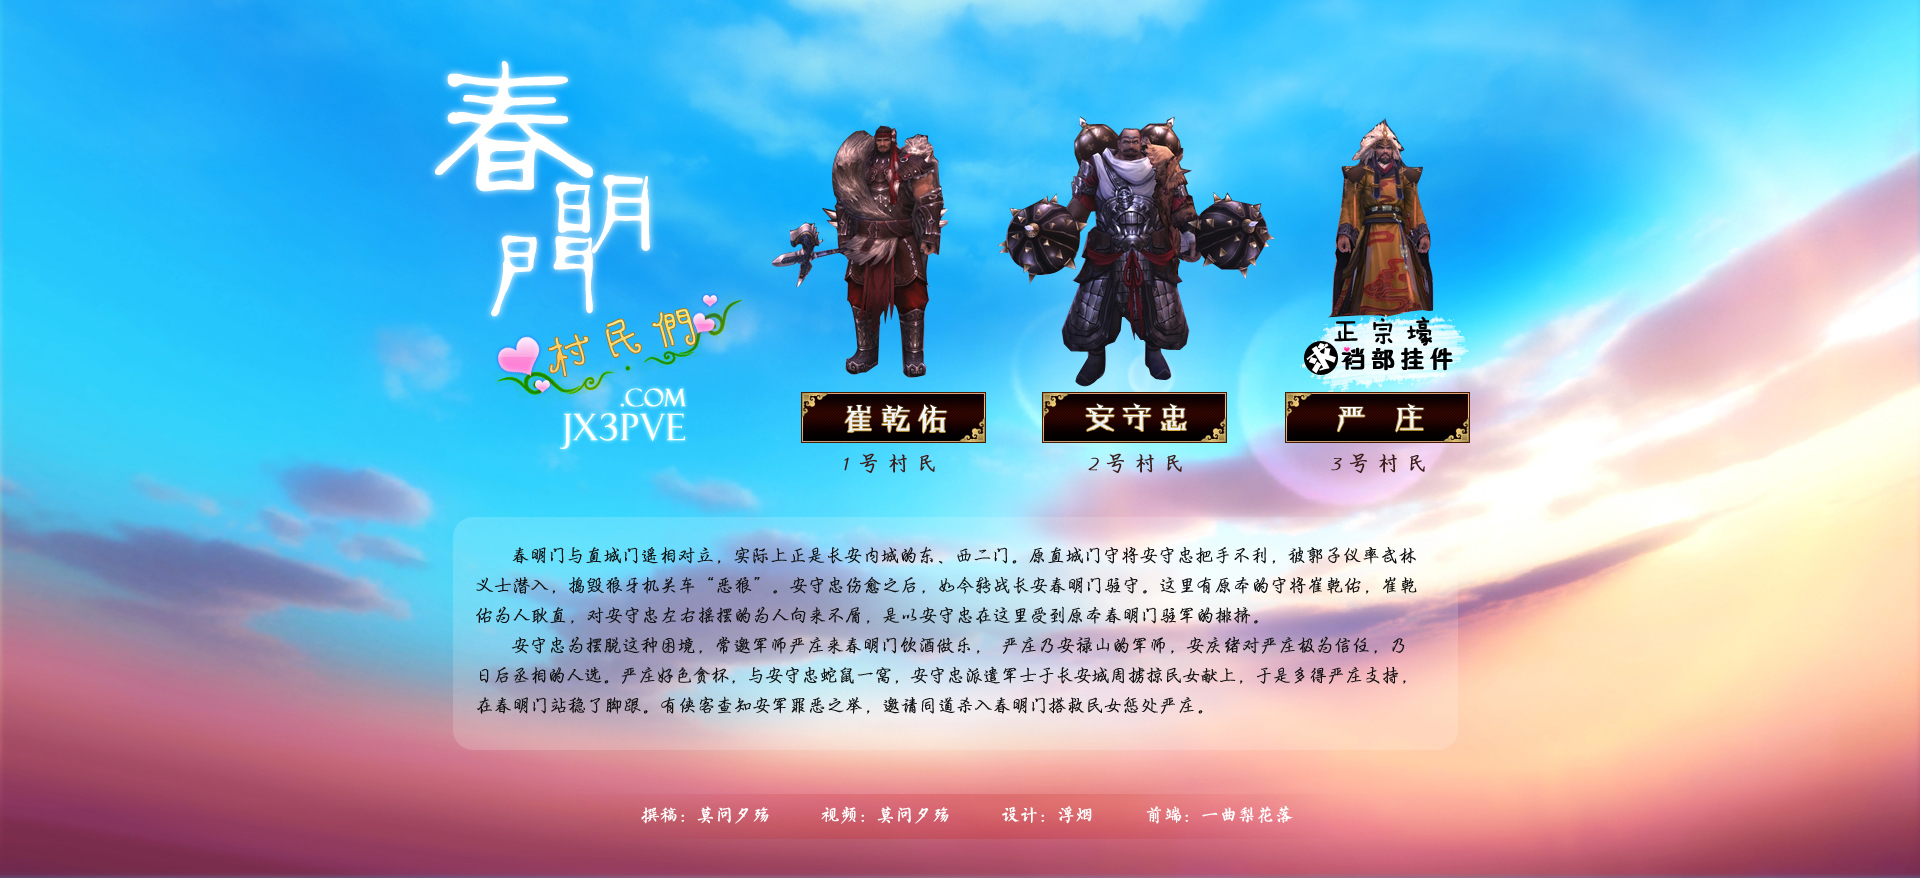 春明門
村民們
.COM
JX3PVE
正宗壕
裆部挂件
崔乾佑
安守忠
严庄
1号村民
2号村民
3号村民
春明门与直城门遥相对立，实际上正是长安内城的东、西二门。原直城门守将安守忠把手不利，被郭子仪率武林
义士潜入，捣毁狼牙机关车“恶狼”。安守忠伤愈之后，如今转战长安春明门驻守。这里有原本的守将崔乾佑，崔乾
佑为人耿直，对安守忠左右摇摆的为人向来不屑，是以安守忠在这里受到原本春明门驻军的排挤。
安守忠为摆脱这种困境，常邀军师严庄来春明门饮酒做乐， 严庄乃安禄山的军师，安庆绪对严庄极为信任，乃
日后丞相的人选。严庄好色贪杯，与安守忠蛇鼠一窝，安守忠派遣军士于长安城周掳掠民女献上，于是多得严庄支持，
在春明门站稳了脚跟。有侠客查知安军罪恶之举，邀请同道杀入春明门搭救民女惩处严庄。
撰稿：莫问夕殇 视频：莫问夕殇 设计：浮烟 前端：一曲梨花落